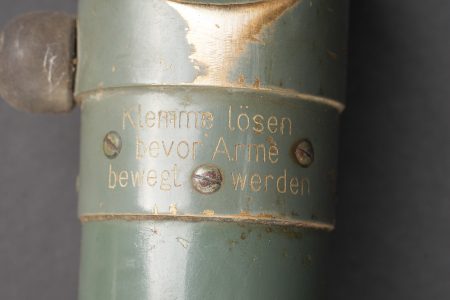 Klemme lösen
bevor Arme
bewegt werden